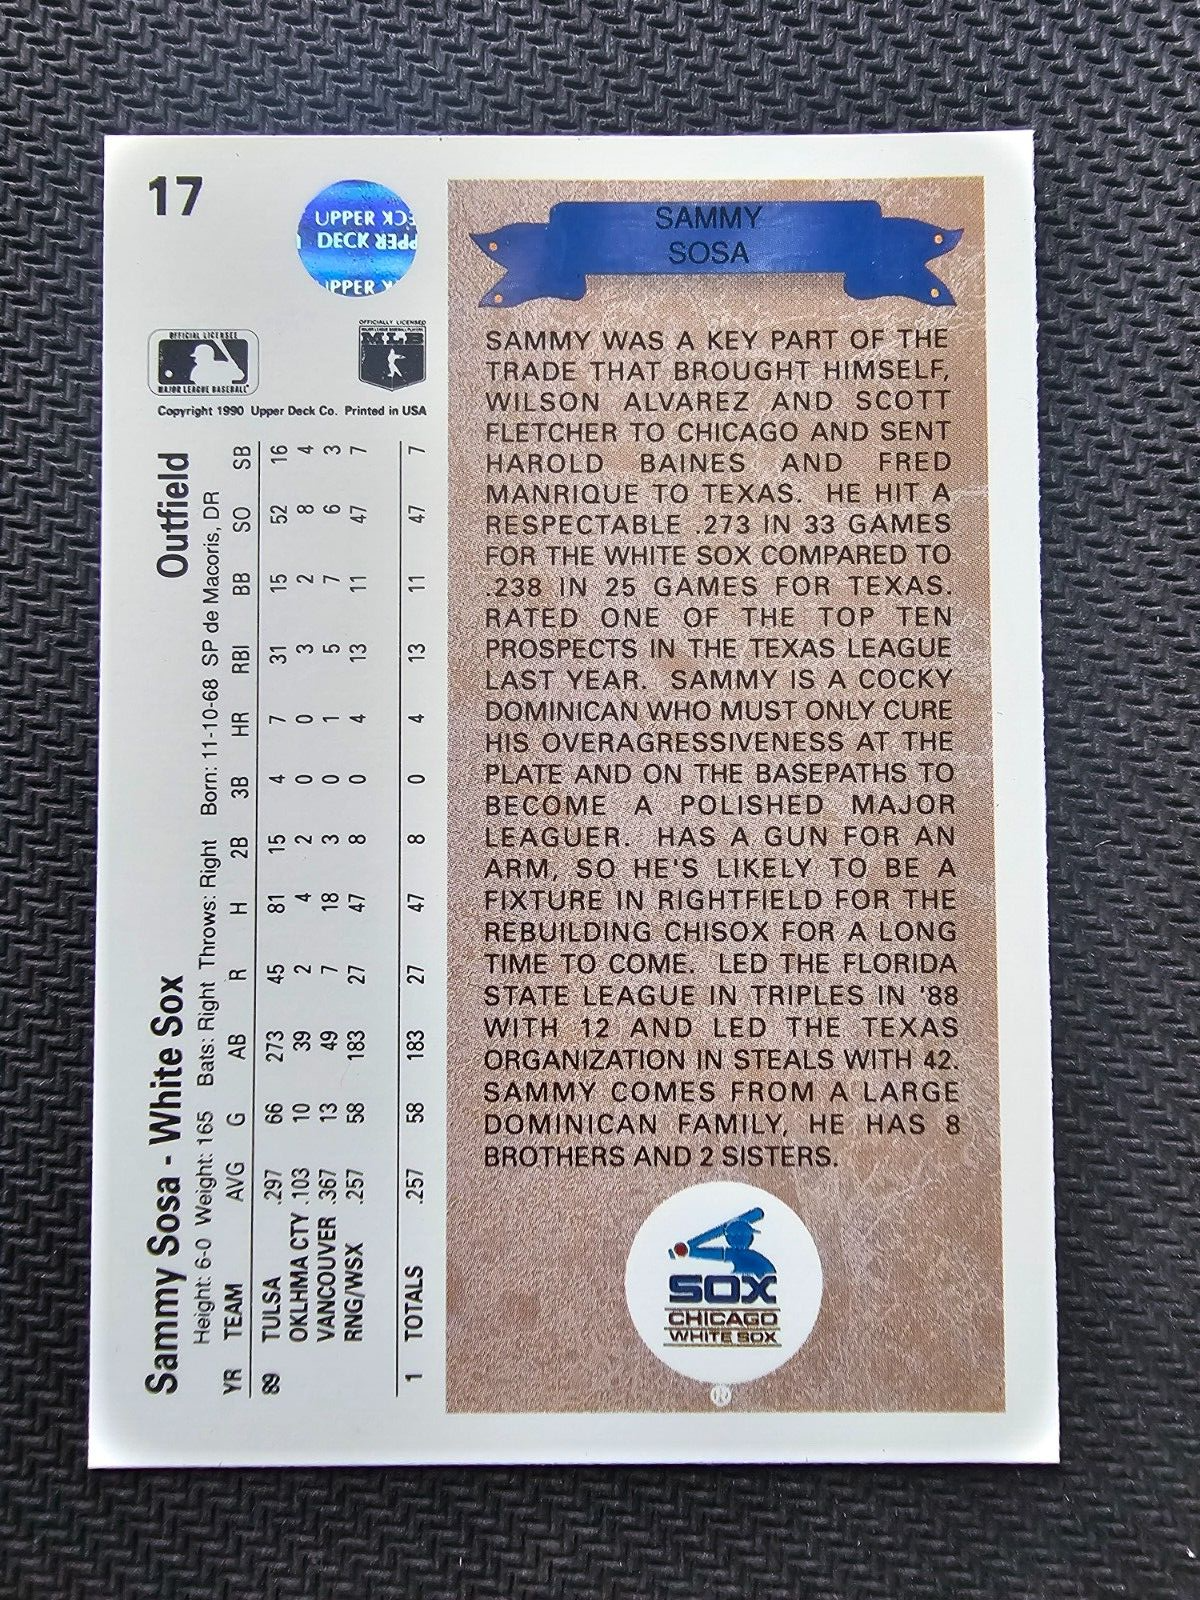 17
UPPER
DECK
UPPER
OFFICIAL LICENSEE
MAJOR LEAGUE BASEBALL
OFFICIALLY LICENSED
MAJOR LEAGUE BASEBALL PLAYERS
MLB
Copyright 1990 Upper Deck Co. Printed in USA
Sammy Sosa - White Sox Outfield
Height: 6-0 Weight: 165 Bats: Right Throws: Right Born: 11-10-68 SP de Macoris, DR
YR TEAM AVG G AB R H 2B 3B HR RBI BB SO SB
89 TULSA .297 66 273 45 81 15 4 7 31 15 52 16
OKLHMA CTY .103 10 39 2 4 2 0 0 3 2 8 4
VANCOUVER .367 13 49 7 18 3 0 1 5 7 6 3
RNG/WSX .257 58 183 27 47 8 0 4 13 11 47 7
1 TOTALS .257 58 183 27 47 8 0 4 13 11 47 7
SAMMY
SOSA
SAMMY WAS A KEY PART OF THE
TRADE THAT BROUGHT HIMSELF,
WILSON ALVAREZ AND SCOTT
FLETCHER TO CHICAGO AND SENT
HAROLD BAINES AND FRED
MANRIQUE TO TEXAS. HE HIT A
RESPECTABLE .273 IN 33 GAMES
FOR THE WHITE SOX COMPARED TO
.238 IN 25 GAMES FOR TEXAS.
RATED ONE OF THE TOP TEN
PROSPECTS IN THE TEXAS LEAGUE
LAST YEAR. SAMMY IS A COCKY
DOMINICAN WHO MUST ONLY CURE
HIS OVERAGRESSIVENESS AT THE
PLATE AND ON THE BASEPATHS TO
BECOME A POLISHED MAJOR
LEAGUER. HAS A GUN FOR AN
ARM, SO HE'S LIKELY TO BE A
FIXTURE IN RIGHTFIELD FOR THE
REBUILDING CHISOX FOR A LONG
TIME TO COME. LED THE FLORIDA
STATE LEAGUE IN TRIPLES IN '88
WITH 12 AND LED THE TEXAS
ORGANIZATION IN STEALS WITH 42.
SAMMY COMES FROM A LARGE
DOMINICAN FAMILY, HE HAS 8
BROTHERS AND 2 SISTERS.
SOX
CHICAGO
WHITE SOX